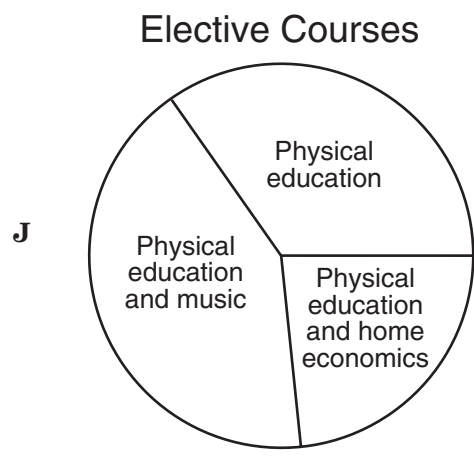 Elective Courses
Physical
education
J
Physical
education
and music
Physical
education
and home
economics